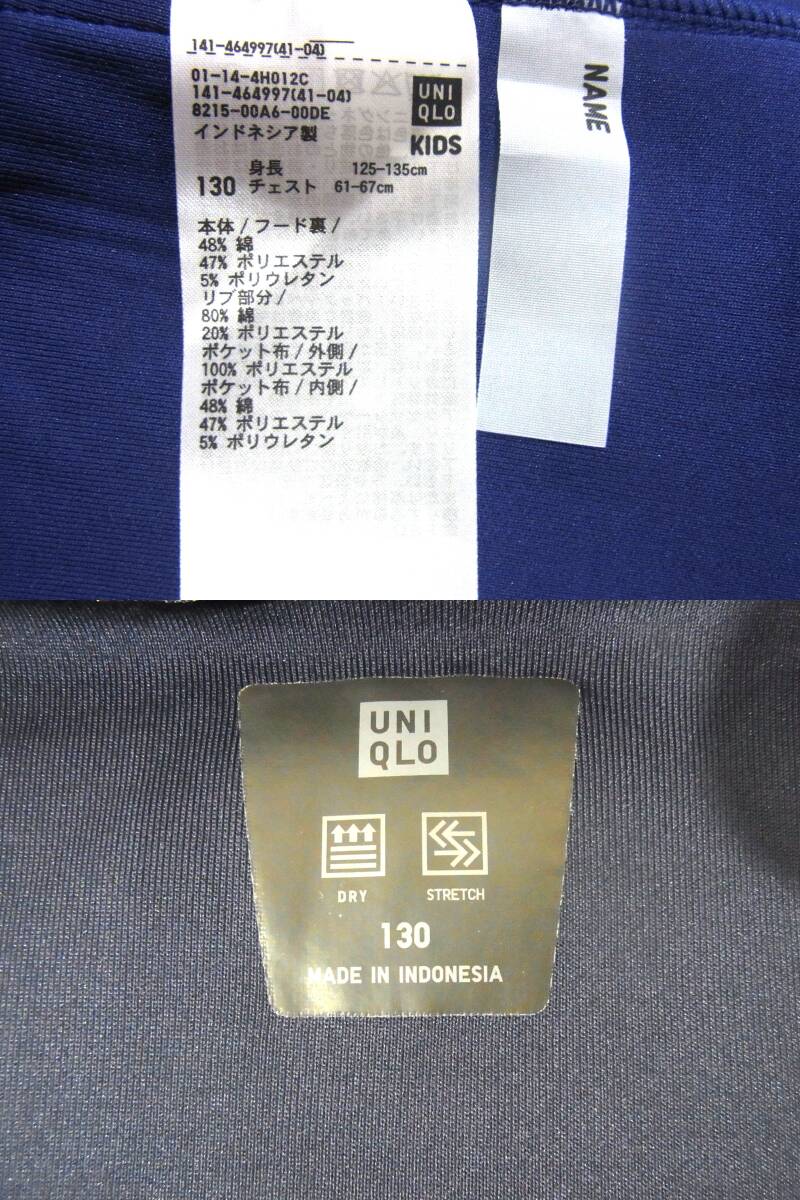 141-464997(41-04)
01-14-4H012C
141-464997(41-04)
8215-00A6-00DE
インドネシア製
UNI
QLO
KIDS
身長 125-135cm
130 チェスト 61-67cm
本体/フード裏/
48% 綿
47% ポリエステル
5% ポリウレタン
リブ部分/
80% 綿
20% ポリエステル
ポケット布/外側/
100% ポリエステル
ポケット布/内側/
48% 綿
47% ポリエステル
5% ポリウレタン
NAME
UNI
QLO
DRY STRETCH
130
MADE IN INDONESIA